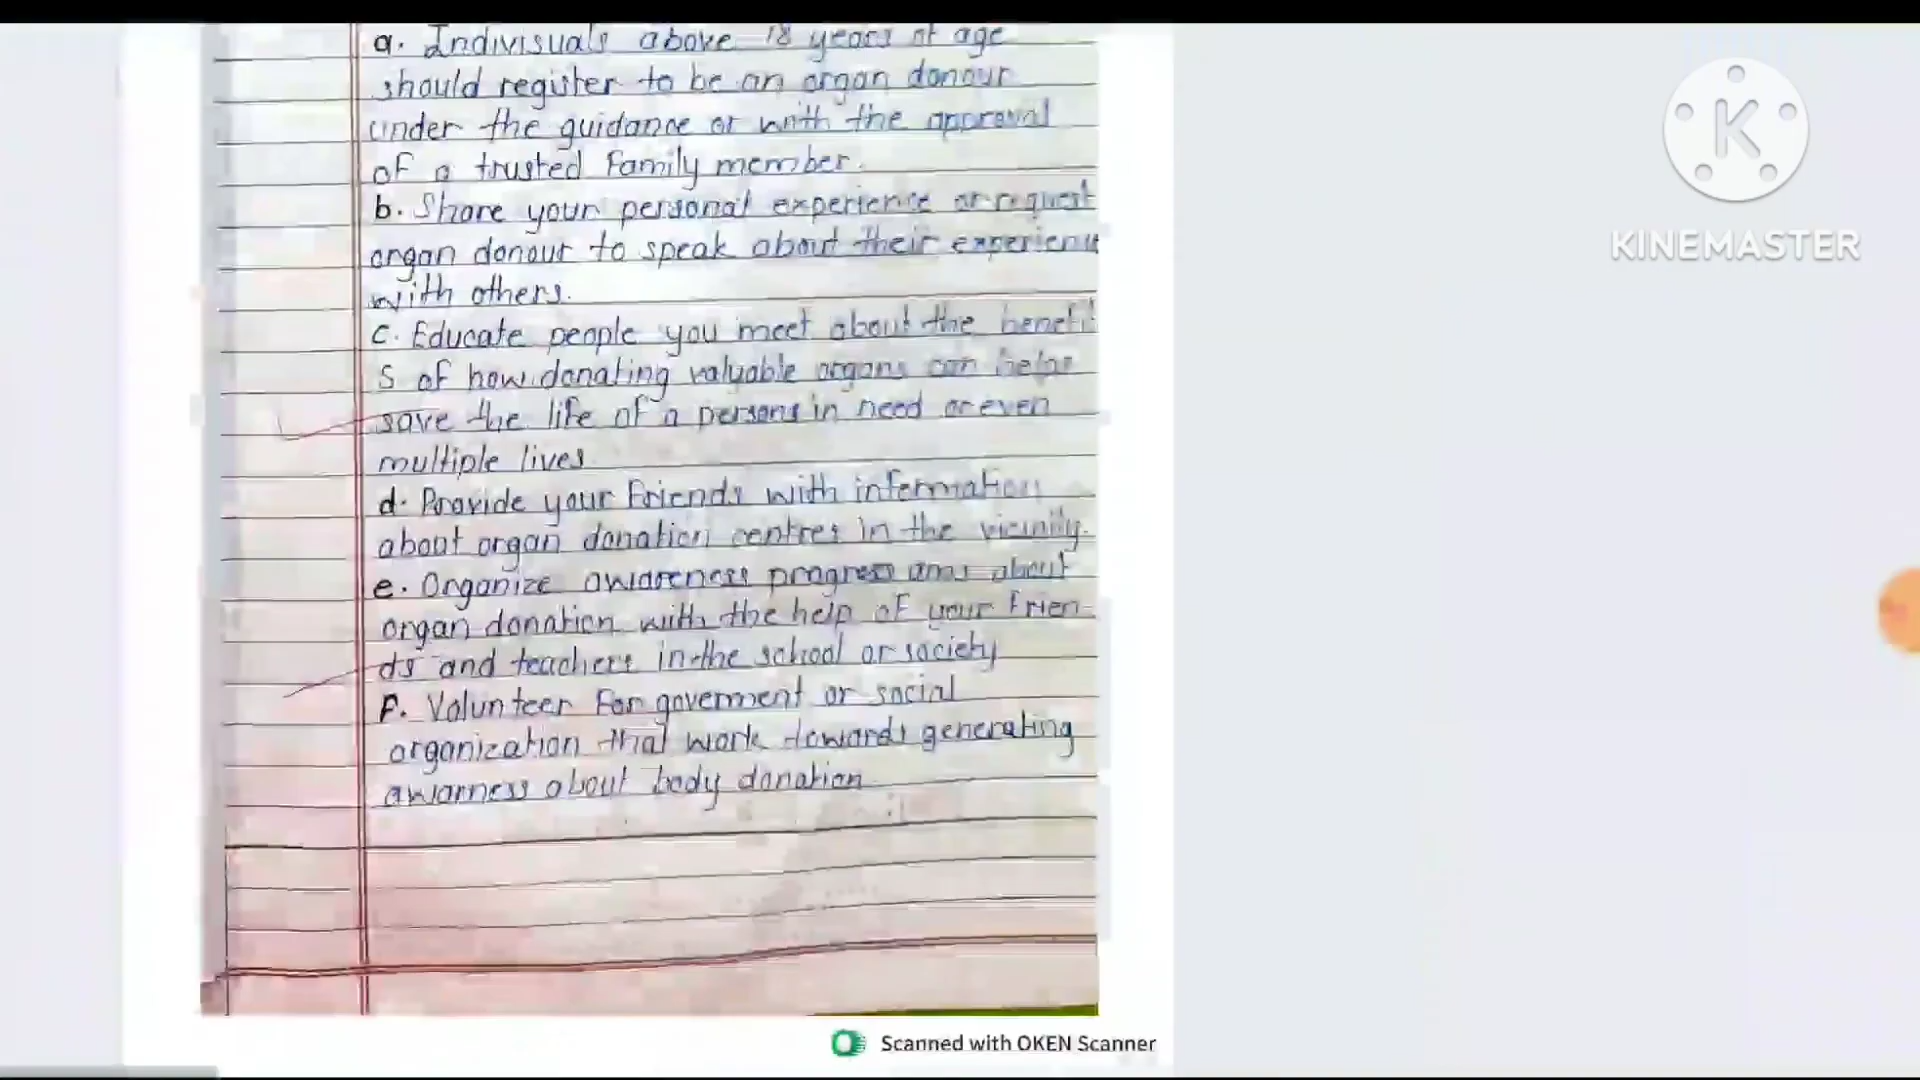 a. Indivisuals above 18 years of age
should register to be an organ donour
under the guidance or with the approval
of a trusted family member.
b. Share your personal experience or request
organ donour to speak about their experience
with others.
c. Educate people you meet about the benefit
s of how donating valuable organs can help
save the life of a persons in need or even
multiple lives
d. Provide your friends with information
about organ donation centres in the vicinity.
e. Organize awareness about
organ donation with the help of your frien-
ds and teachers in the school or society
F. Volunteer for goverment or social
organization that work towards generating
awarness about body donation
K
KINEMASTER
Scanned with OKEN Scanner